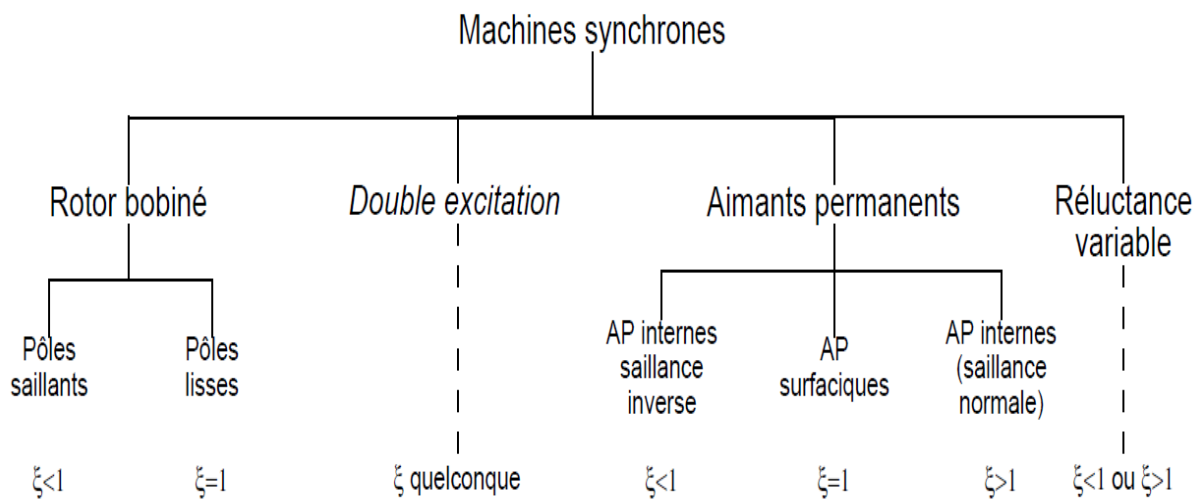 Machines synchrones
Rotor bobiné
Double excitation
Aimants permanents
Réluctance
variable
Pôles
saillants
Pôles
lisses
AP internes
saillance
inverse
AP
surfaciques
AP internes
(saillance
normale)
ξ<1
ξ=1
ξ quelconque
ξ<1
ξ=1
ξ>1
ξ<1 ou ξ>1